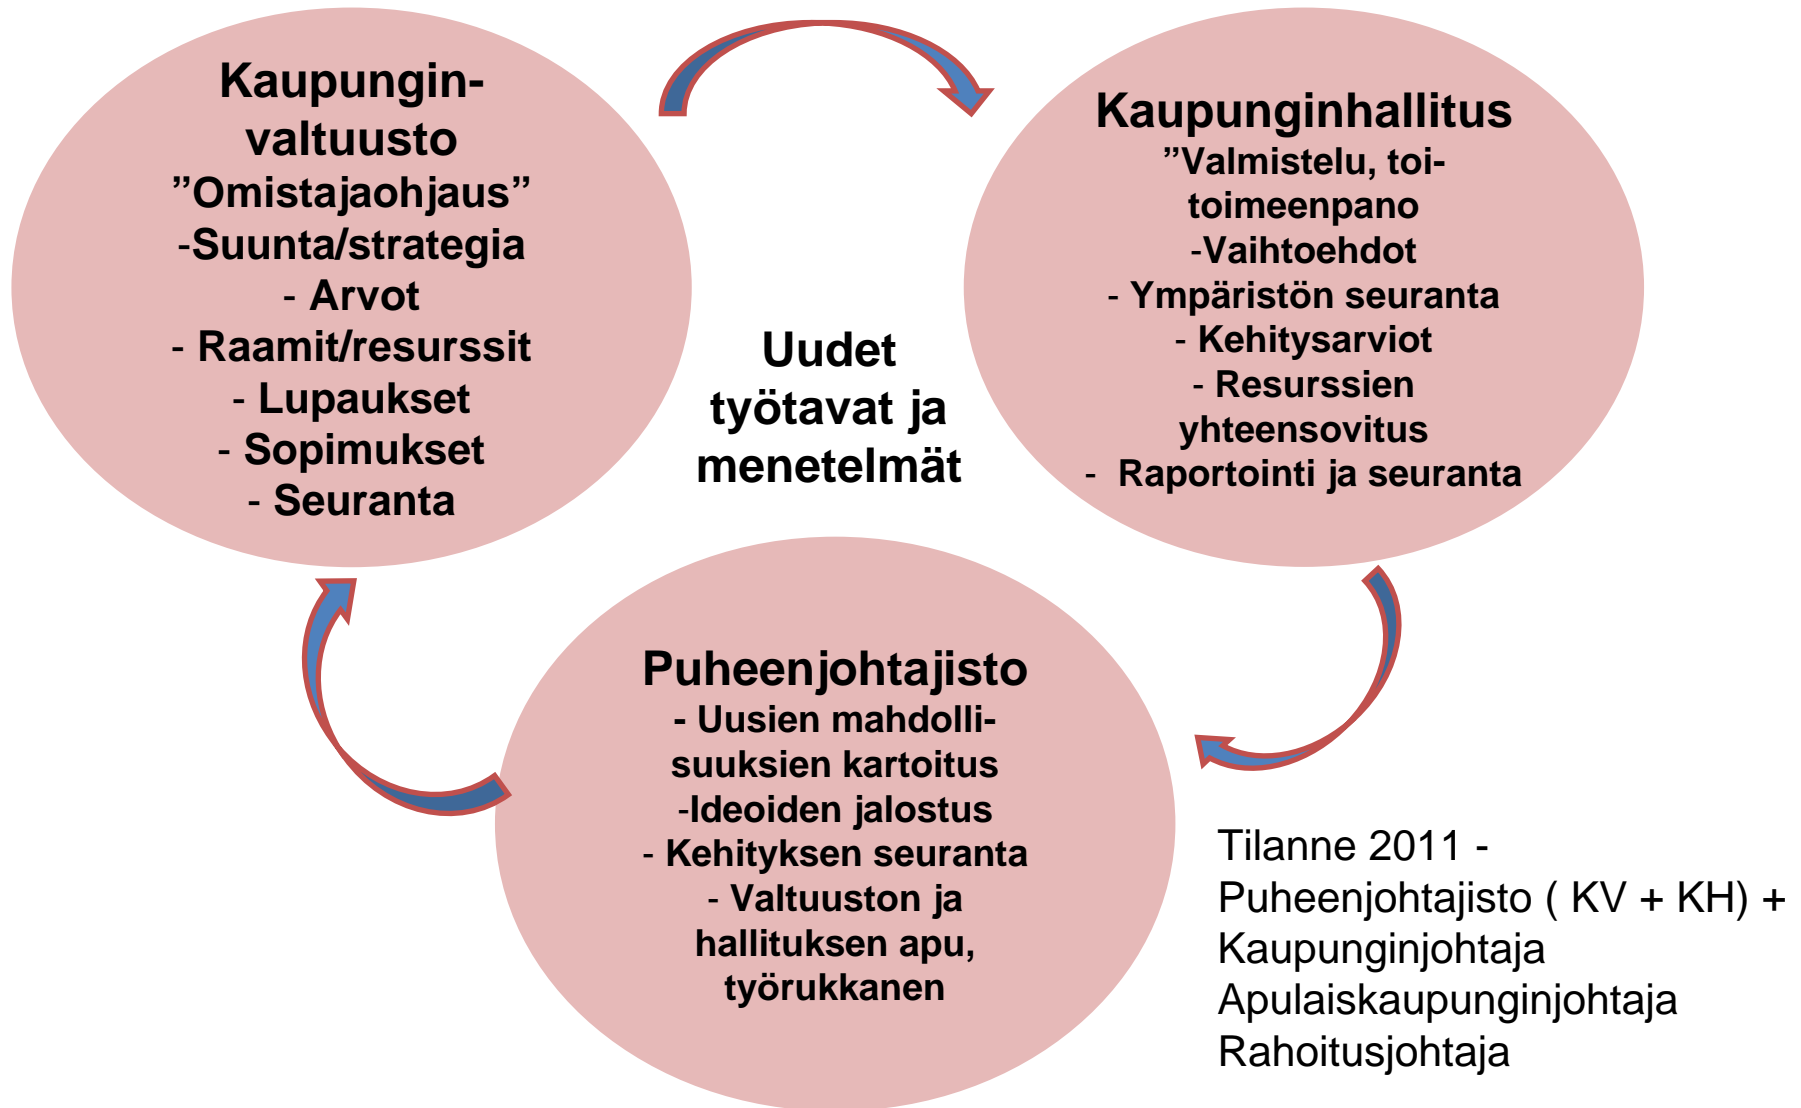 Kaupungin-
valtuusto
”Omistajaohjaus”
-Suunta/strategia
- Arvot
- Raamit/resurssit
- Lupaukset
- Sopimukset
- Seuranta
Kaupunginhallitus
”Valmistelu, toi-
toimeenpano
-Vaihtoehdot
- Ympäristön seuranta
- Kehitysarviot
- Resurssien
yhteensovitus
- Raportointi ja seuranta
Uudet
työtavat ja
menetelmät
Puheenjohtajisto
- Uusien mahdolli-
suuksien kartoitus
-Ideoiden jalostus
- Kehityksen seuranta
- Valtuuston ja
hallituksen apu,
työrukkanen
Tilanne 2011 -
Puheenjohtajisto ( KV + KH) +
Kaupunginjohtaja
Apulaiskaupunginjohtaja
Rahoitusjohtaja